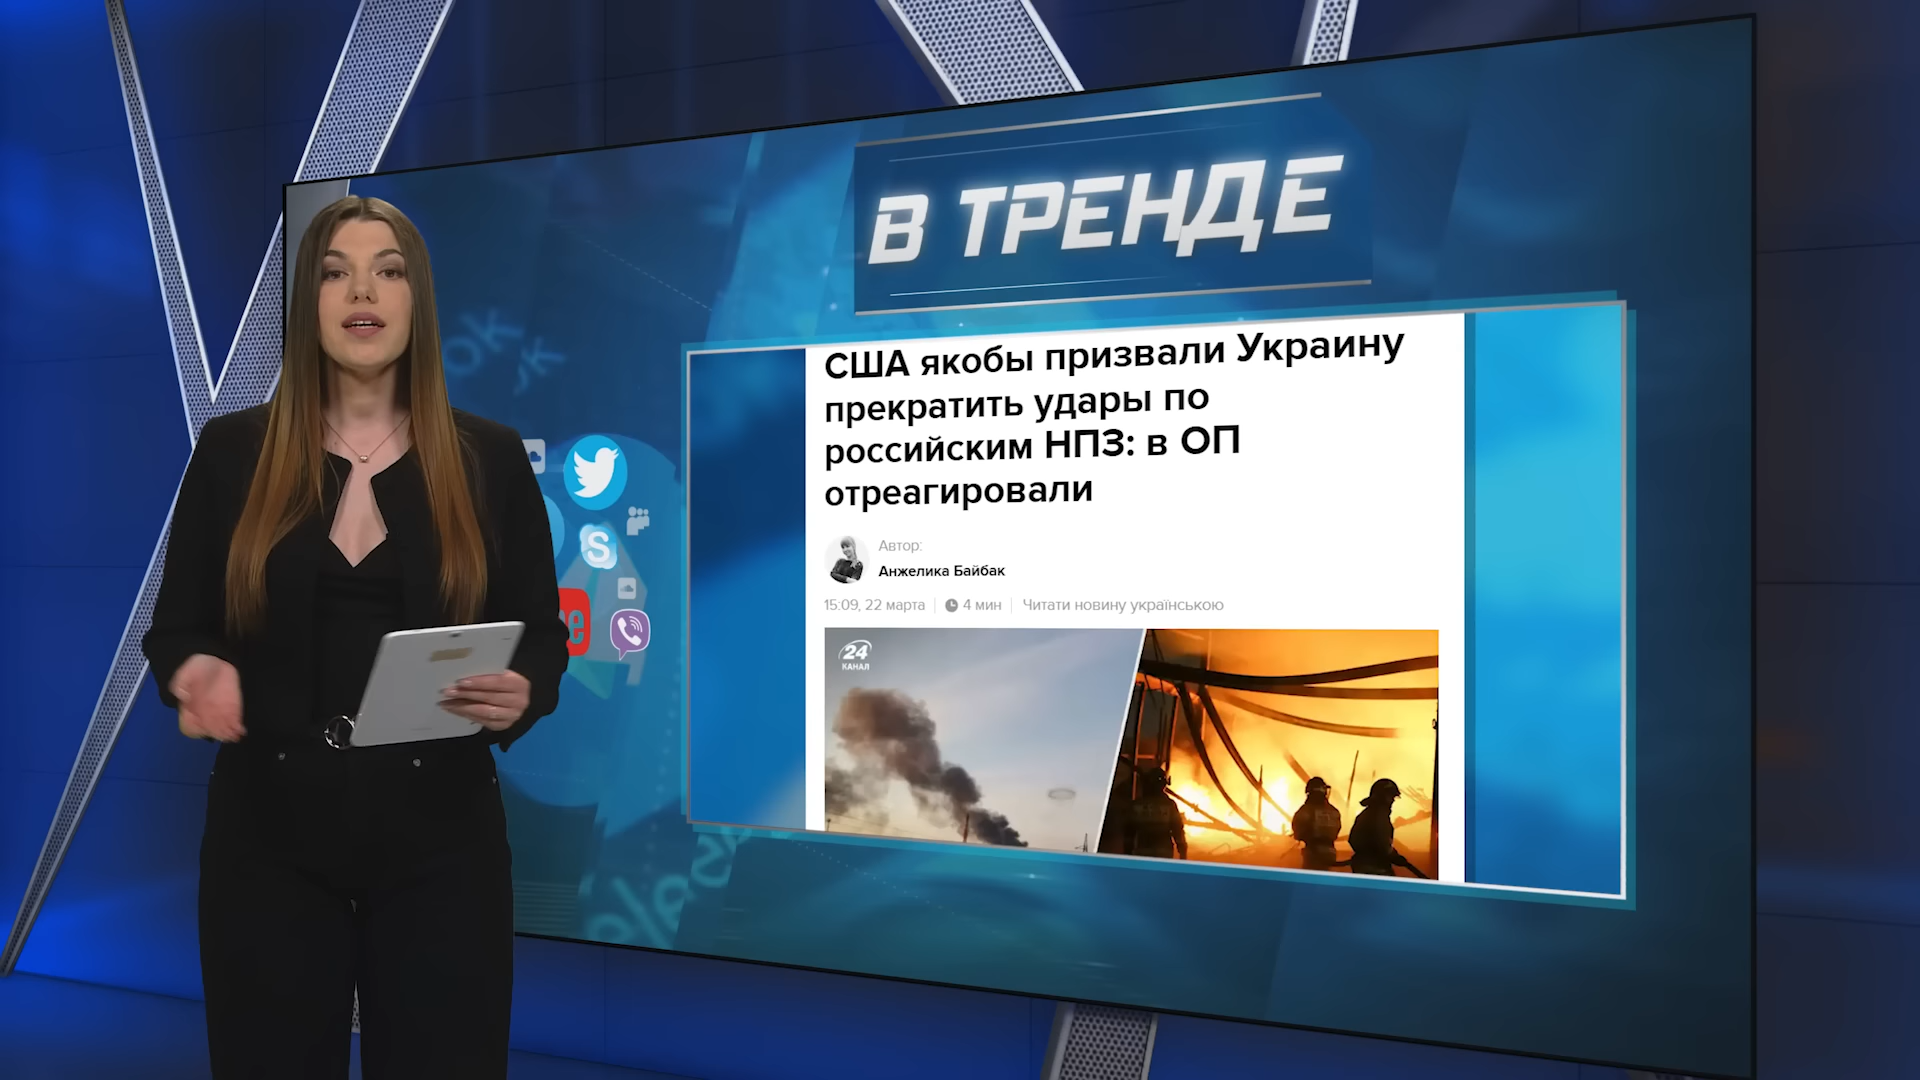 В ТРЕНДЕ
США якобы призвали Украину
прекратить удары по
российским НПЗ: в ОП
отреагировали
Автор:
Анжелика Байбак
15:09, 22 марта
4 мин
Читати новину українською
24
КАНАЛ